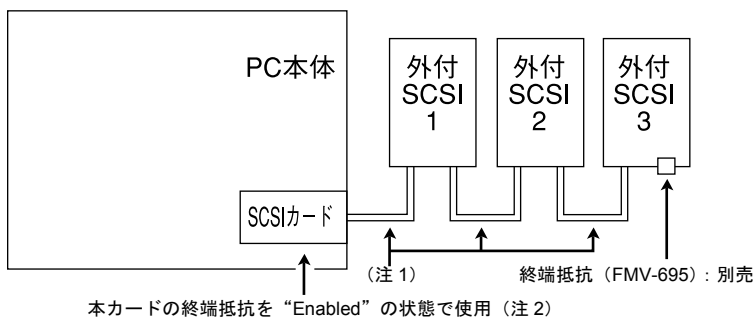 PC本体
外付
SCSI
1
外付
SCSI
2
外付
SCSI
3
SCSIカード
（注1）
終端抵抗（FMV-695）: 別売
本カードの終端抵抗を“Enabled”の状態で使用（注2）